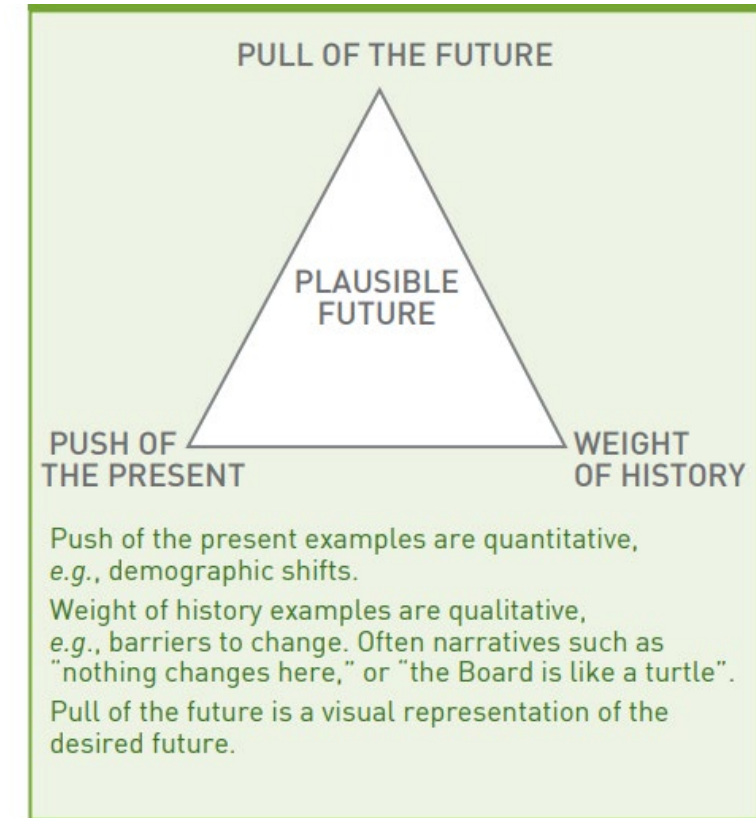 PULL OF THE FUTURE
PLAUSIBLE
FUTURE
PUSH OF
THE PRESENT
WEIGHT
OF HISTORY
Push of the present examples are quantitative,
e.g., demographic shifts.
Weight of history examples are qualitative,
e.g., barriers to change. Often narratives such as
“nothing changes here,” or “the Board is like a turtle”.
Pull of the future is a visual representation of the
desired future.